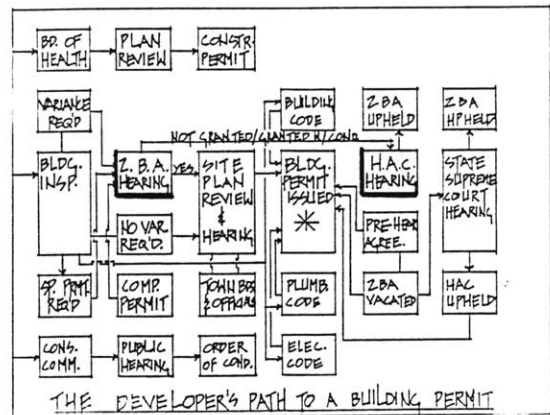 BD. OF
HEALTH
PLAN
REVIEW
CONSTR.
PERMIT
VARIANCE
REQ'D
BUILDING
CODE
ZBA
UPHELD
ZBA
UPHELD
NOT GRANTED/GRANTED W/COND.
BLDG.
INSP.
Z.B.A.
HEARING
YES
SITE
PLAN
REVIEW
&
HEARING
BLDG.
PERMIT
ISSUED
H.A.C.
HEARING
STATE
SUPREME
COURT
HEARING
NO VAR.
REQ'D.
PRE-HEAR.
AGREE.
SP. PRMT.
REQ'D
COMP.
PERMIT
TOWN BDS
& OFFICIALS
PLUMB.
CODE
ZBA
VACATED
HAC
UPHELD
CONS.
COMM.
PUBLIC
HEARING
ORDER
OF COND.
ELEC.
CODE
THE DEVELOPER'S PATH TO A BUILDING PERMIT